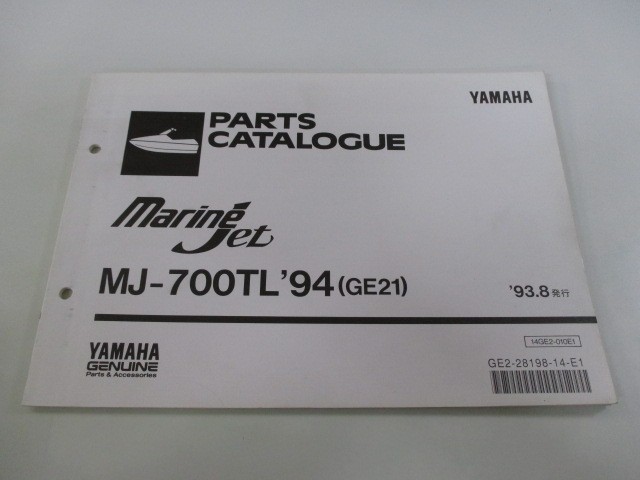 YAMAHA
PARTS
CATALOGUE
Marine
Jet
MJ-700TL'94 (GE21)
'93.8 発行
14GE2-010E1
GE2-28198-14-E1
YAMAHA
GENUINE
Parts & Accessories